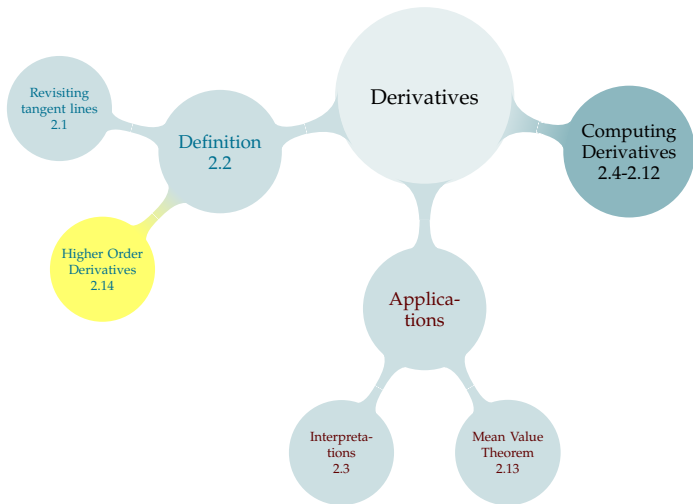 Derivatives
Revisiting
tangent lines
2.1
Definition
2.2
Computing
Derivatives
2.4-2.12
Higher Order
Derivatives
2.14
Applica-
tions
Interpreta-
tions
2.3
Mean Value
Theorem
2.13